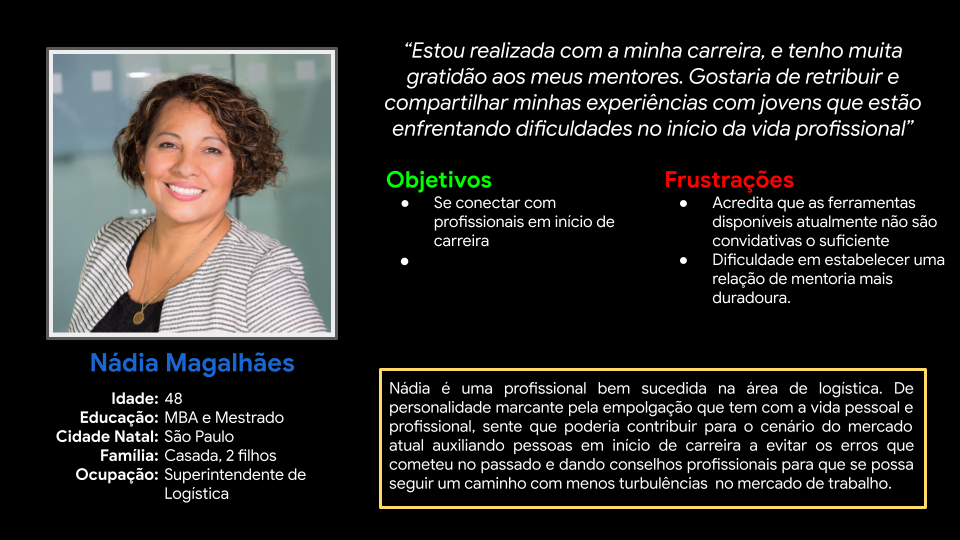 “Estou realizada com a minha carreira, e tenho muita
gratidão aos meus mentores. Gostaria de retribuir e
compartilhar minhas experiências com jovens que estão
enfrentando dificuldades no início da vida profissional”
Objetivos
● Se conectar com
profissionais em início de
carreira
●
Frustrações
● Acredita que as ferramentas
disponíveis atualmente não são
convidativas o suficiente
● Dificuldade em estabelecer uma
relação de mentoria mais
duradoura.
Nádia Magalhães
Idade: 48
Educação: MBA e Mestrado
Cidade Natal: São Paulo
Família: Casada, 2 filhos
Ocupação: Superintendente de
Logística
Nádia é uma profissional bem sucedida na área de logística. De
personalidade marcante pela empolgação que tem com a vida pessoal e
profissional, sente que poderia contribuir para o cenário do mercado
atual auxiliando pessoas em início de carreira a evitar os erros que
cometeu no passado e dando conselhos profissionais para que se possa
seguir um caminho com menos turbulências no mercado de trabalho.